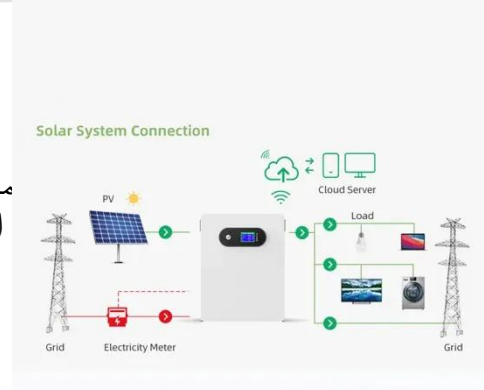 Solar System Connection
Cloud Server
PV
Load
Grid
Electricity Meter
Grid